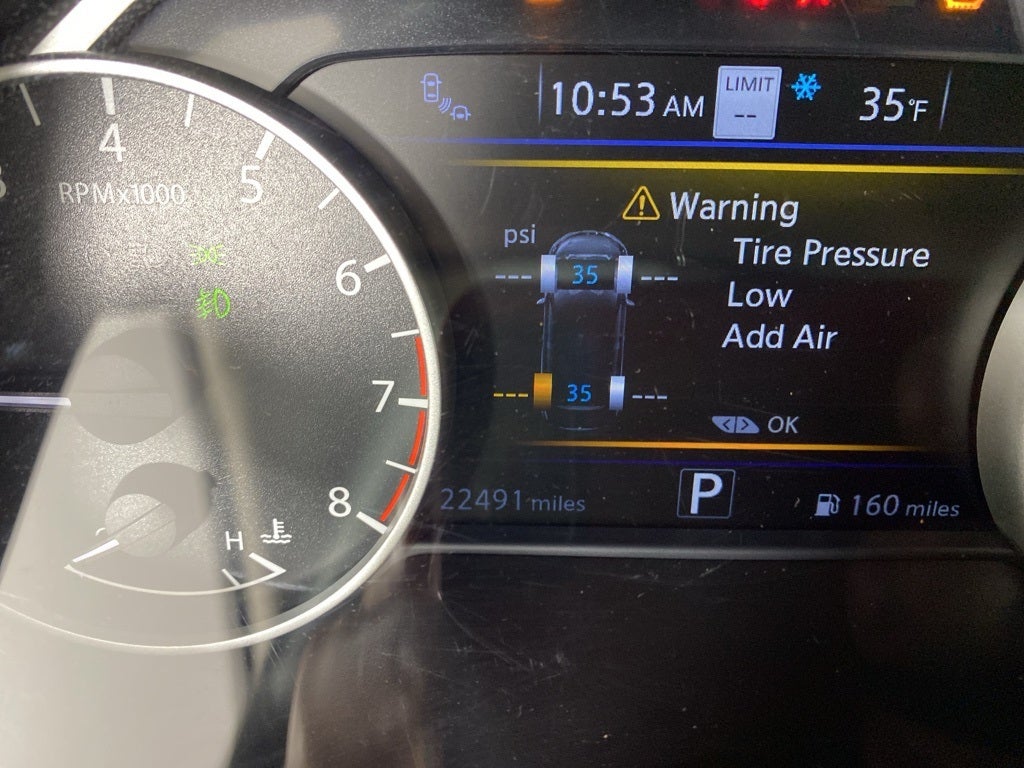 10:53 AM
LIMIT
--
35°F
4
5
6
7
8
RPMx1000
Warning
psi
Tire Pressure
--- 35 ---
Low
Add Air
--- 35 ---
OK
22491 miles
P
160 miles
H